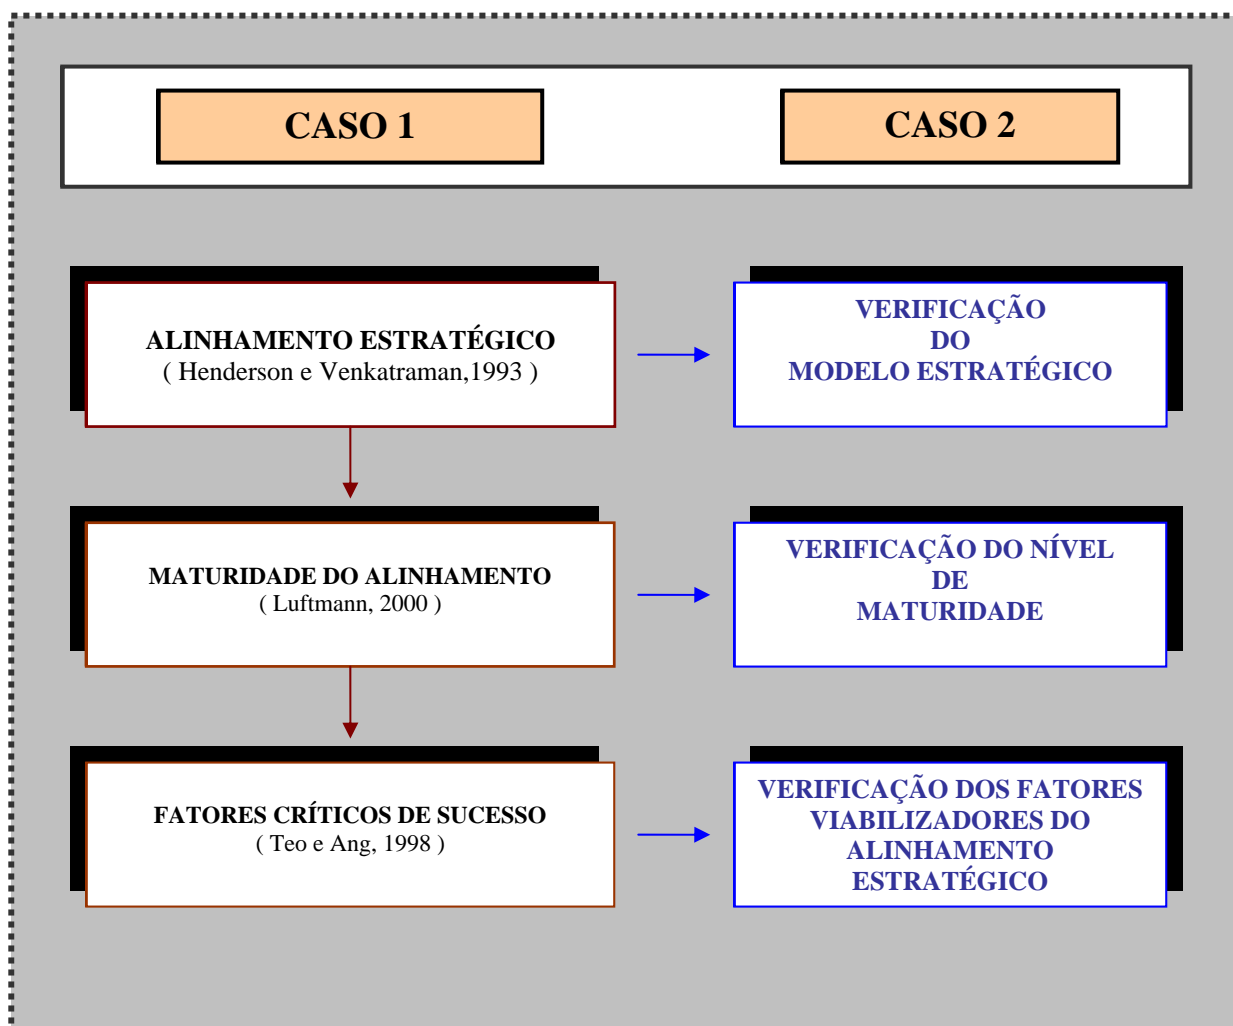 CASO 1
CASO 2
ALINHAMENTO ESTRATÉGICO
( Henderson e Venkatraman,1993 )
VERIFICAÇÃO
DO
MODELO ESTRATÉGICO
MATURIDADE DO ALINHAMENTO
( Luftmann, 2000 )
VERIFICAÇÃO DO NÍVEL
DE
MATURIDADE
FATORES CRÍTICOS DE SUCESSO
( Teo e Ang, 1998 )
VERIFICAÇÃO DOS FATORES
VIABILIZADORES DO
ALINHAMENTO
ESTRATÉGICO